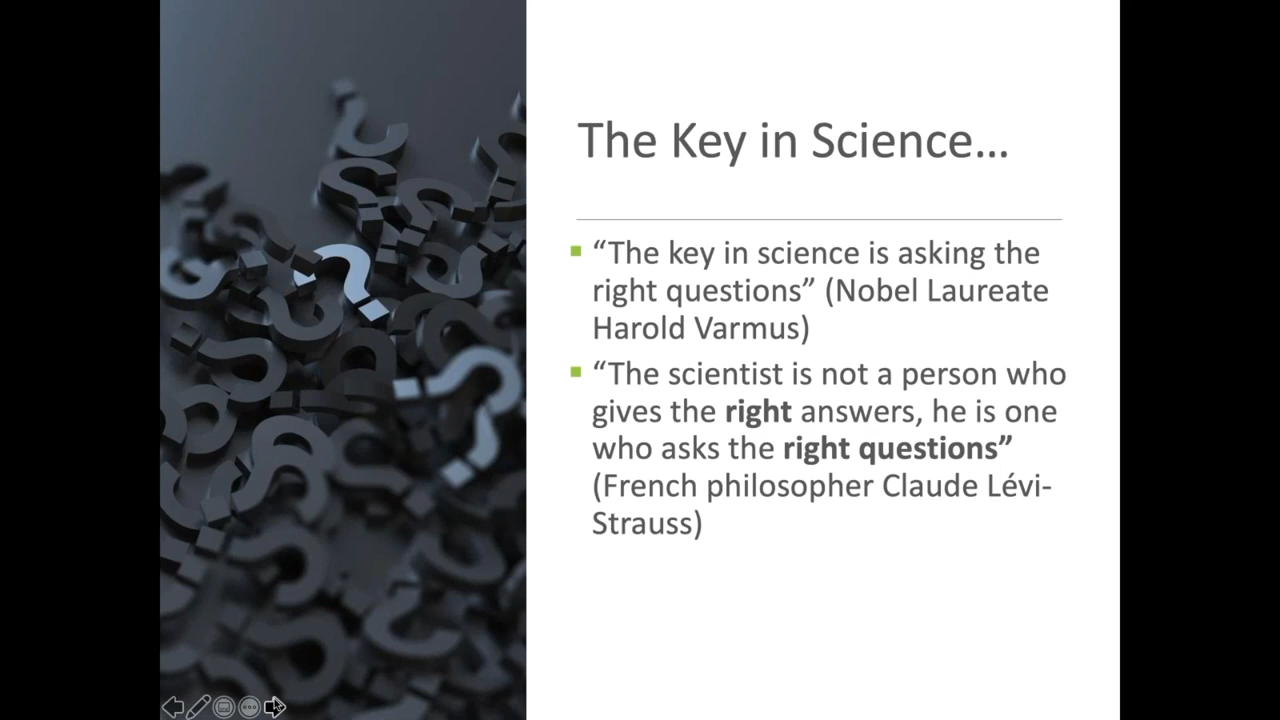 The Key in Science…
“The key in science is asking the
right questions” (Nobel Laureate
Harold Varmus)
“The scientist is not a person who
gives the right answers, he is one
who asks the right questions”
(French philosopher Claude Lévi-
Strauss)